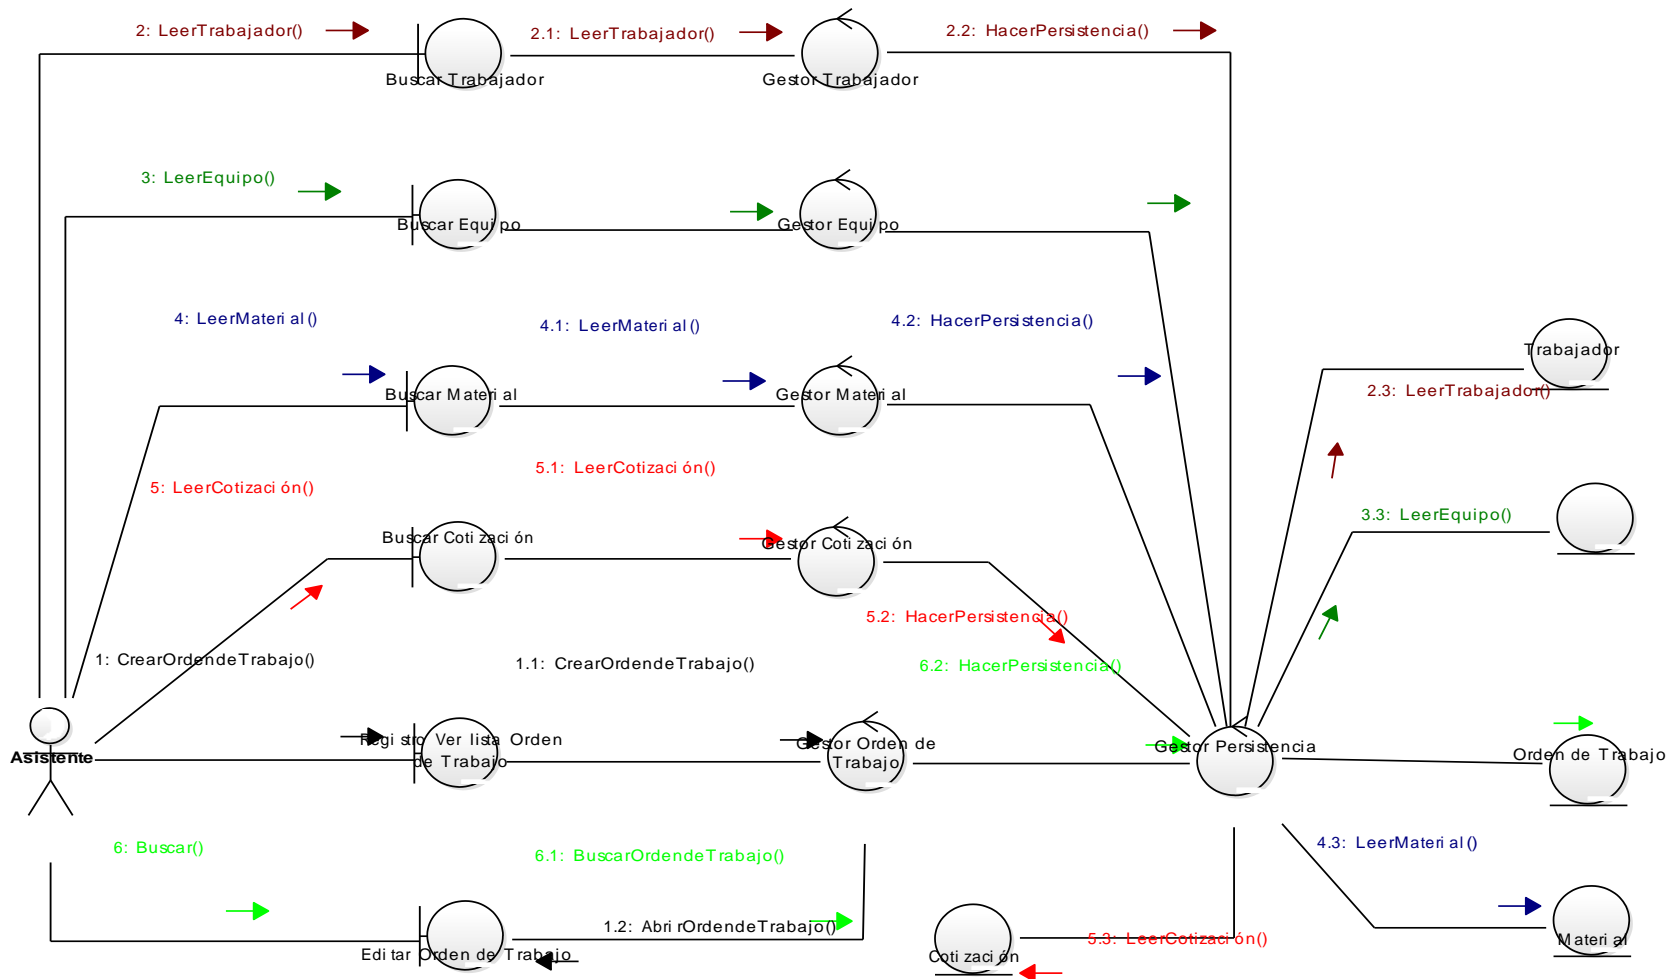 2: LeerTrabajador()
2.1: LeerTrabajador()
2.2: HacerPersistencia()
Buscar Trabajador
Gestor Trabajador
3: LeerEquipo()
Buscar Equipo
Gestor Equipo
4: LeerMaterial()
4.1: LeerMaterial()
4.2: HacerPersistencia()
Trabajador
2.3: LeerTrabajador()
Buscar Material
Gestor Material
5: LeerCotización()
5.1: LeerCotización()
3.3: LeerEquipo()
Buscar Cotización
Gestor Cotización
5.2: HacerPersistencia()
1: CrearOrdendeTrabajo()
1.1: CrearOrdendeTrabajo()
6.2: HacerPersistencia()
Asistente
Registro Ver lista Orden
de Trabajo
Gestor Orden de
Trabajo
Gestor Persistencia
Orden de Trabajo
6: Buscar()
6.1: BuscarOrdendeTrabajo()
4.3: LeerMaterial()
1.2: AbrirOrdendeTrabajo()
Editar Orden de Trabajo
Cotización
5.3: LeerCotización()
Material